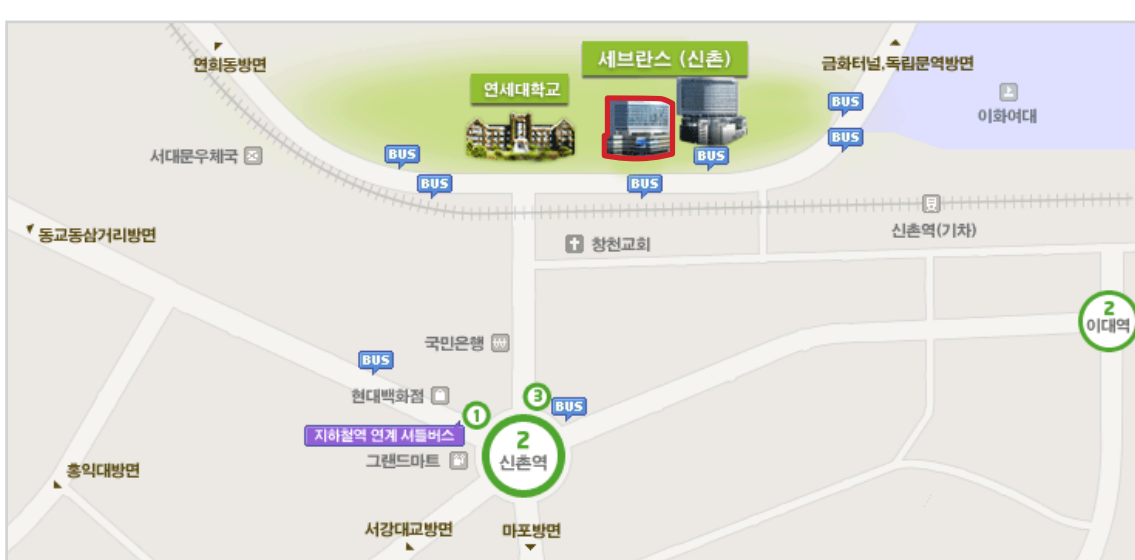 연희동방면
세브란스 (신촌)
금화터널,독립문역방면
연세대학교
BUS
이화여대
BUS
서대문우체국
BUS
BUS
BUS
BUS
신촌역(기차)
동교동삼거리방면
창천교회
2
이대역
국민은행
BUS
현대백화점
3
BUS
1
지하철역 연계 셔틀버스
2
신촌역
그랜드마트
홍익대방면
서강대교방면
마포방면